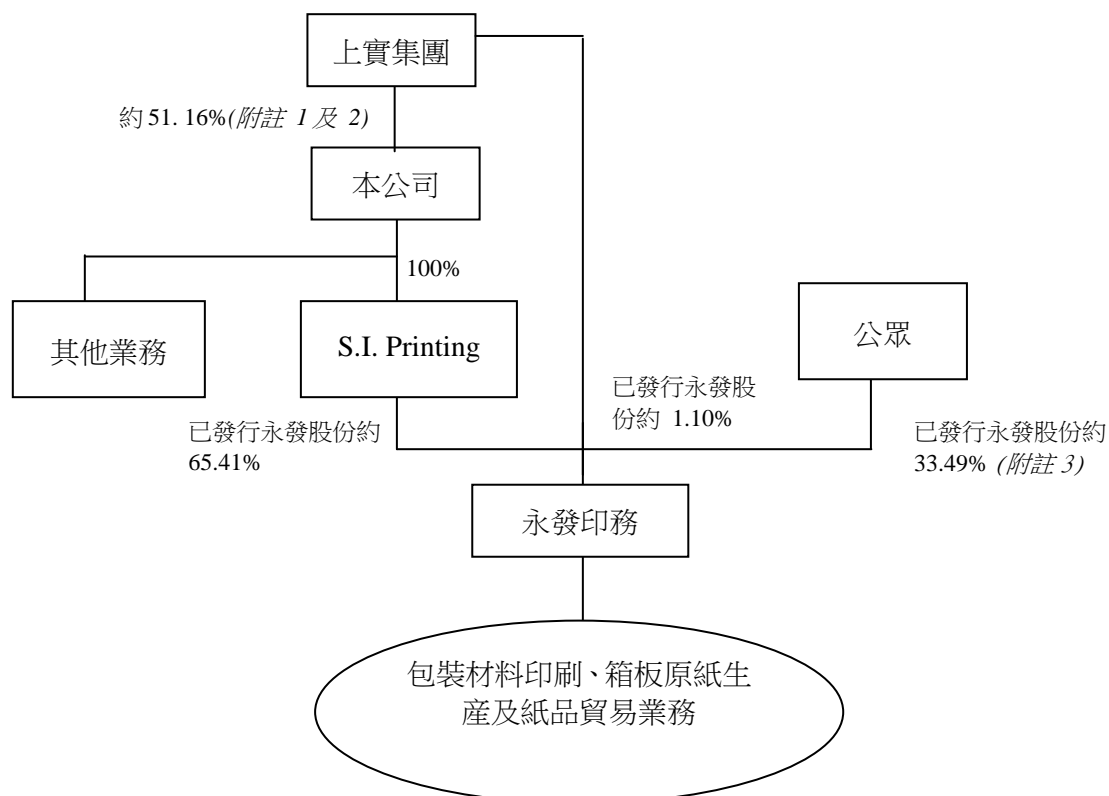 上實集團
約 51. 16%(附註 1 及 2)
本公司
100%
其他業務
S.I. Printing
公眾
已發行永發股份約
65.41%
已發行永發股
份約 1.10%
已發行永發股份約
33.49% (附註 3)
永發印務
包裝材料印刷、箱板原紙生
產及紙品貿易業務